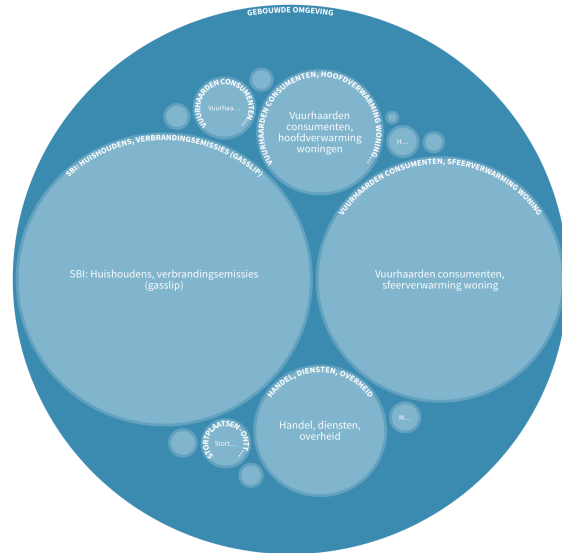 GEBOUWDE OMGEVING
VUURHAARDEN CONSUMENTEN...
Vuurhaa...
VUURHAARDEN CONSUMENTEN, HOOFDVERWARMING WONING...
Vuurhaarden
consumenten,
hoofdverwarming
woningen
H...
SBI: HUISHOUDENS, VERBRANDINGSEMISSIES (GASSLIP)
SBI: Huishoudens, verbrandingsemissies
(gasslip)
VUURHAARDEN CONSUMENTEN, SFEERVERWARMING WONING
Vuurhaarden consumenten,
sfeerverwarming woning
HANDEL, DIENSTEN, OVERHEID
Handel, diensten,
overheid
M...
STORTPLAATSEN - ONTT...
Stort...